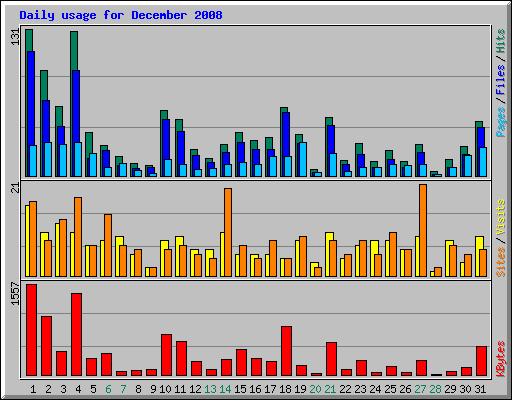 Daily usage for December 2008
131
Pages / Files / Hits
21
Sites / Visits
1557
KBytes
1 2 3 4 5 6 7 8 9 10 11 12 13 14 15 16 17 18 19 20 21 22 23 24 25 26 27 28 29 30 31